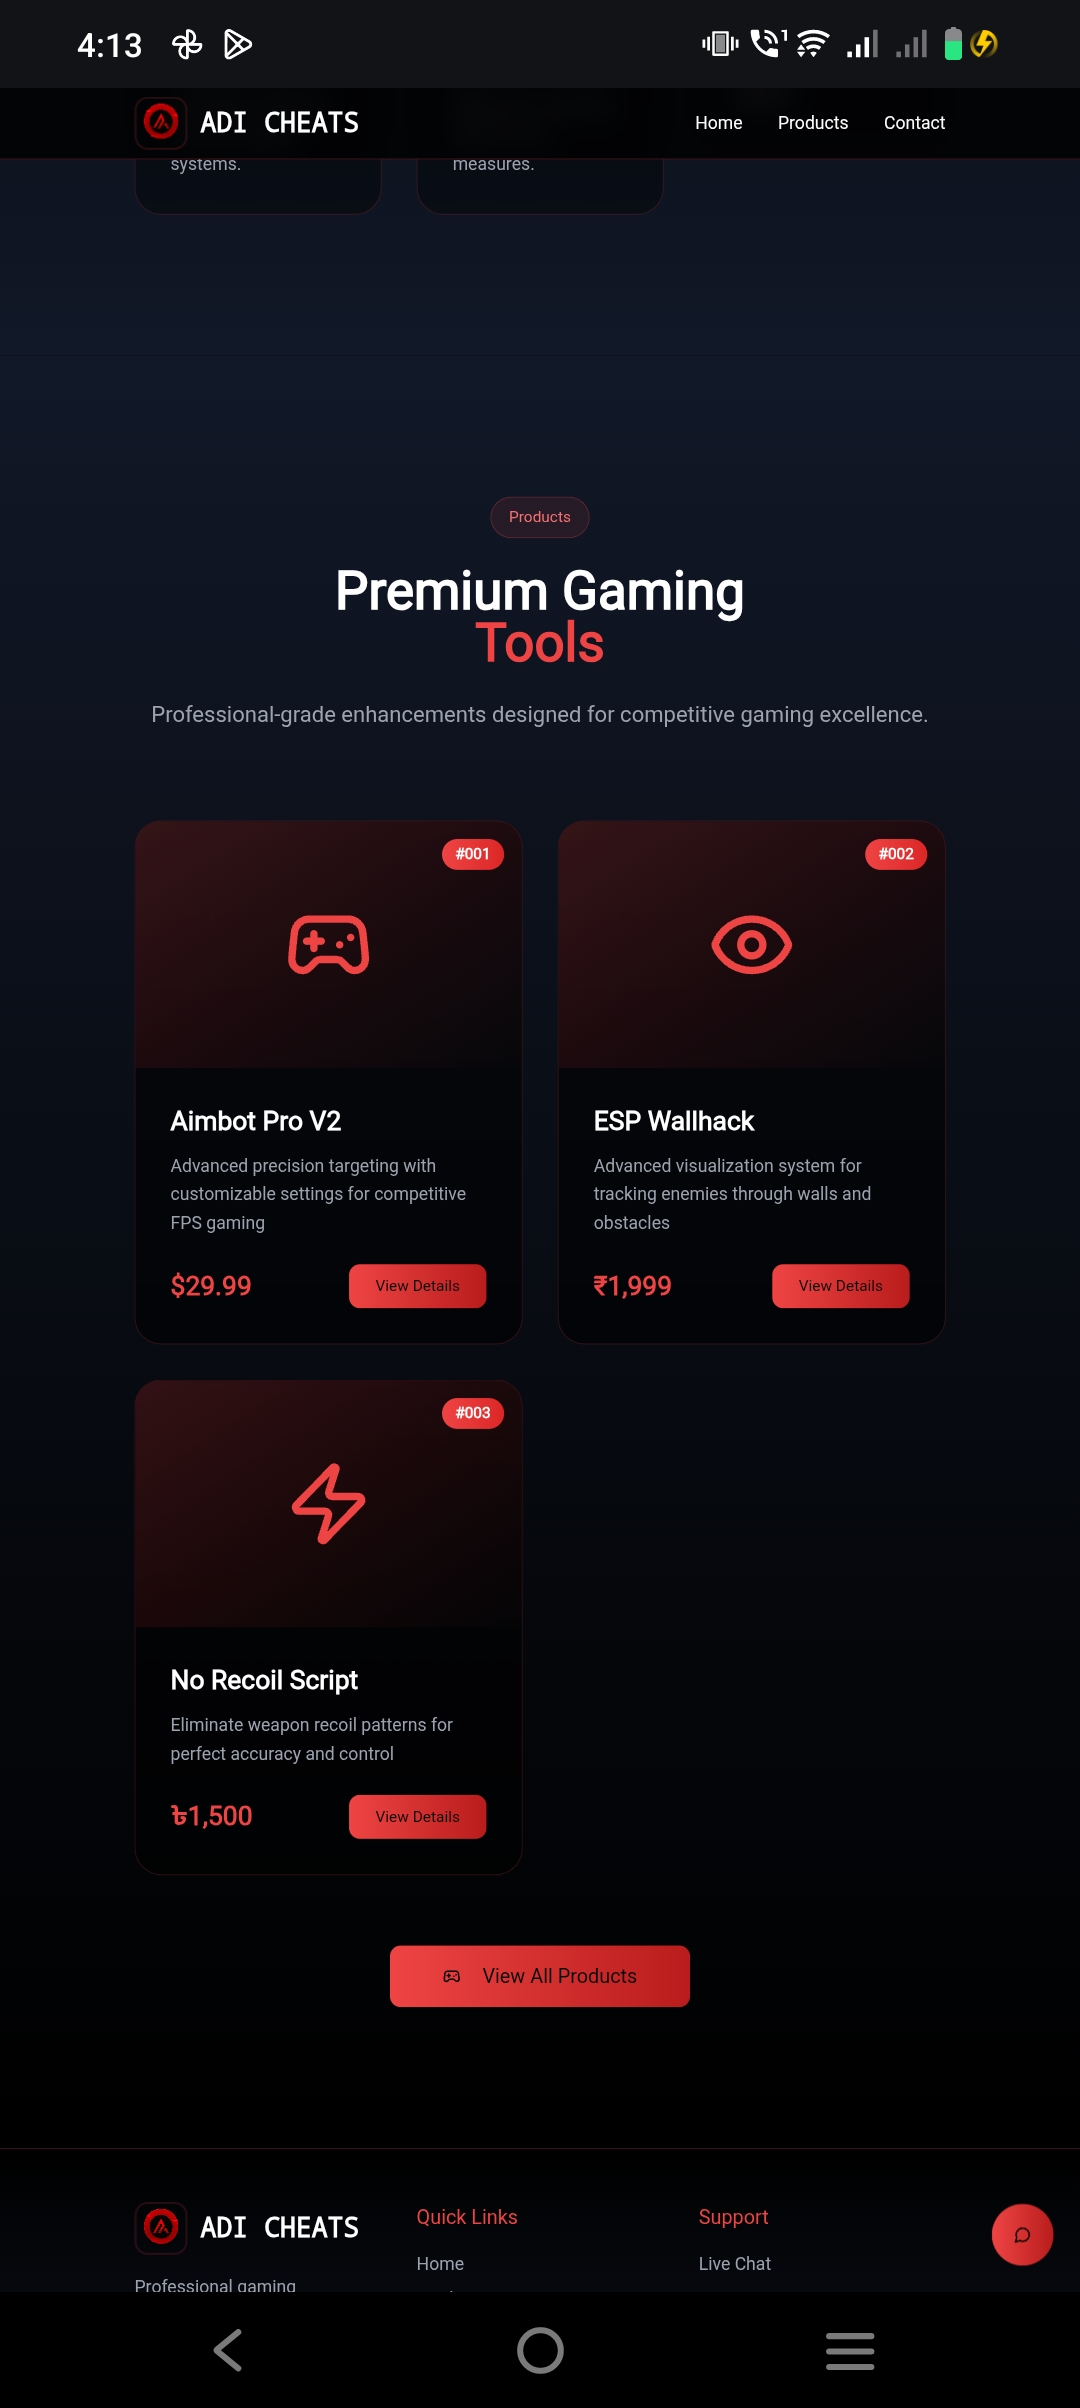 4:13
ADI CHEATS
Home
Products
Contact
systems.
measures.
Products
Premium Gaming
Tools
Professional-grade enhancements designed for competitive gaming excellence.
#001
Aimbot Pro V2
Advanced precision targeting with
customizable settings for competitive
FPS gaming
$29.99
View Details
#002
ESP Wallhack
Advanced visualization system for
tracking enemies through walls and
obstacles
₹1,999
View Details
#003
No Recoil Script
Eliminate weapon recoil patterns for
perfect accuracy and control
৳1,500
View Details
View All Products
ADI CHEATS
Professional gaming
Quick Links
Home
Support
Live Chat